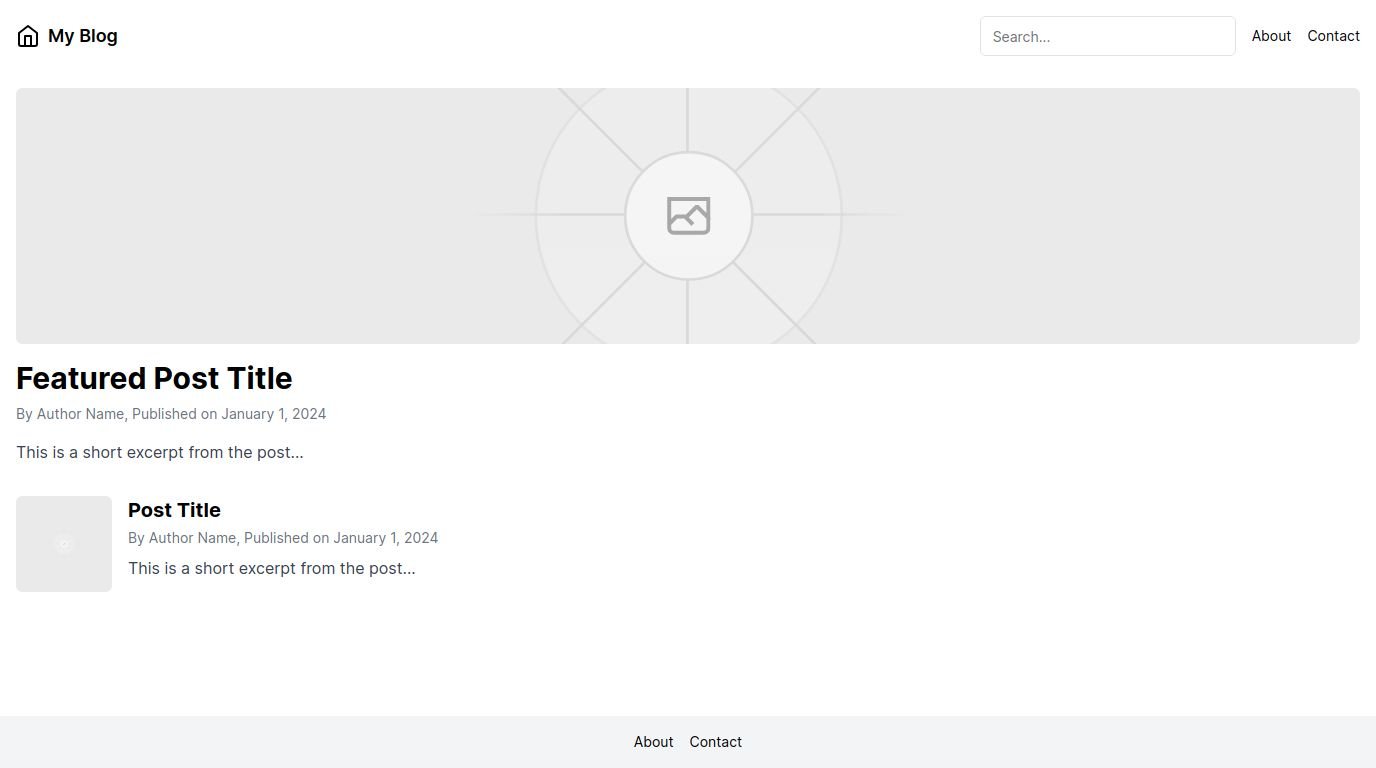 My Blog
Search...
About
Contact
Featured Post Title
By Author Name, Published on January 1, 2024
This is a short excerpt from the post...
Post Title
By Author Name, Published on January 1, 2024
This is a short excerpt from the post...
About
Contact